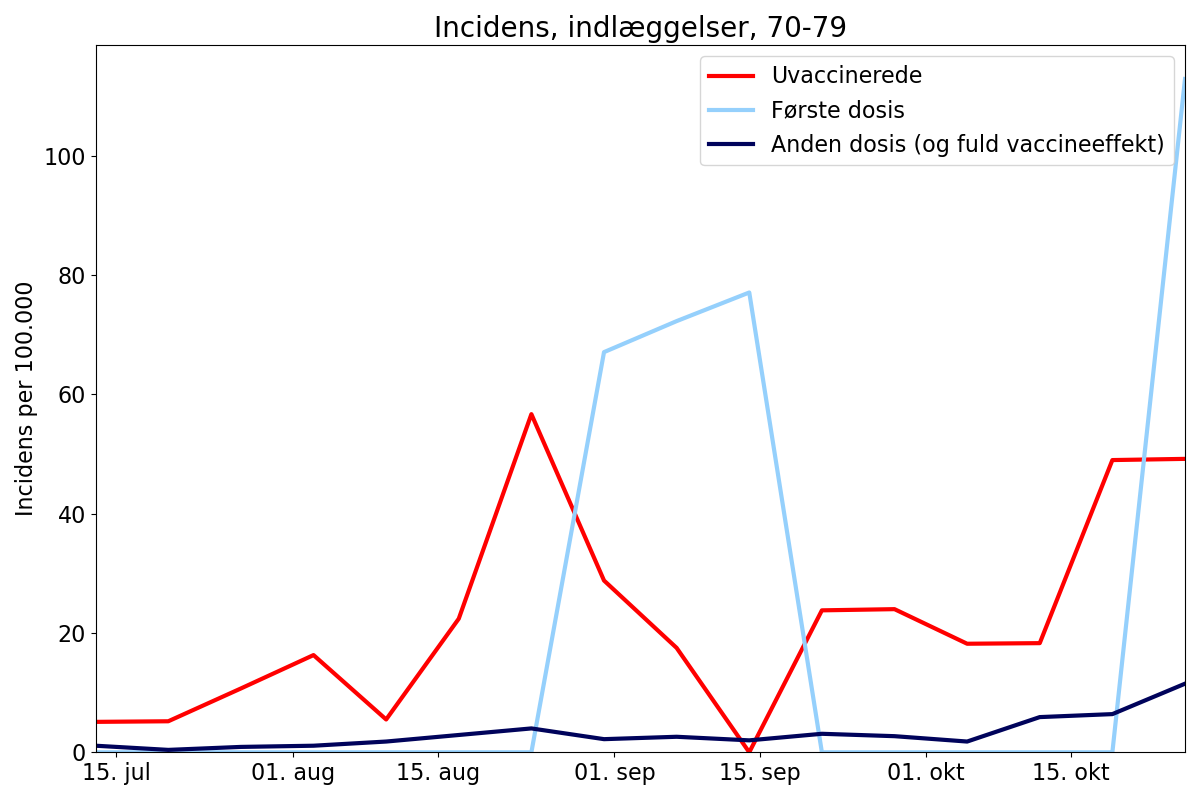 Incidens, indlæggelser, 70-79
Uvaccinerede
Første dosis
Anden dosis (og fuld vaccineeffekt)
Incidens per 100.000
100
80
60
40
20
0
15. jul 01. aug 15. aug 01. sep 15. sep 01. okt 15. okt